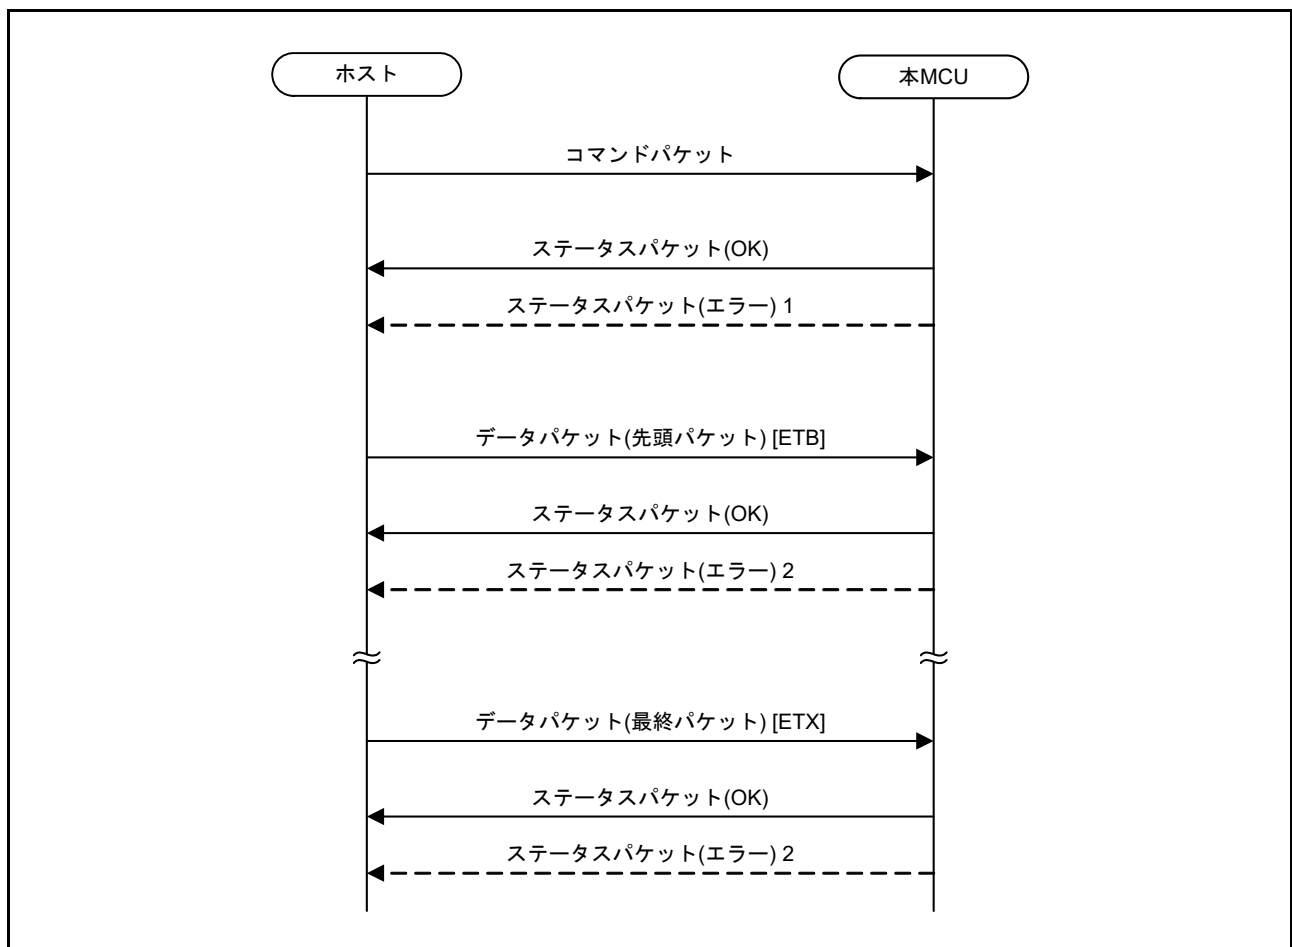 ホスト
本MCU
コマンドパケット
ステータスパケット(OK)
ステータスパケット(エラー) 1
データパケット(先頭パケット) [ETB]
ステータスパケット(OK)
ステータスパケット(エラー) 2
データパケット(最終パケット) [ETX]
ステータスパケット(OK)
ステータスパケット(エラー) 2